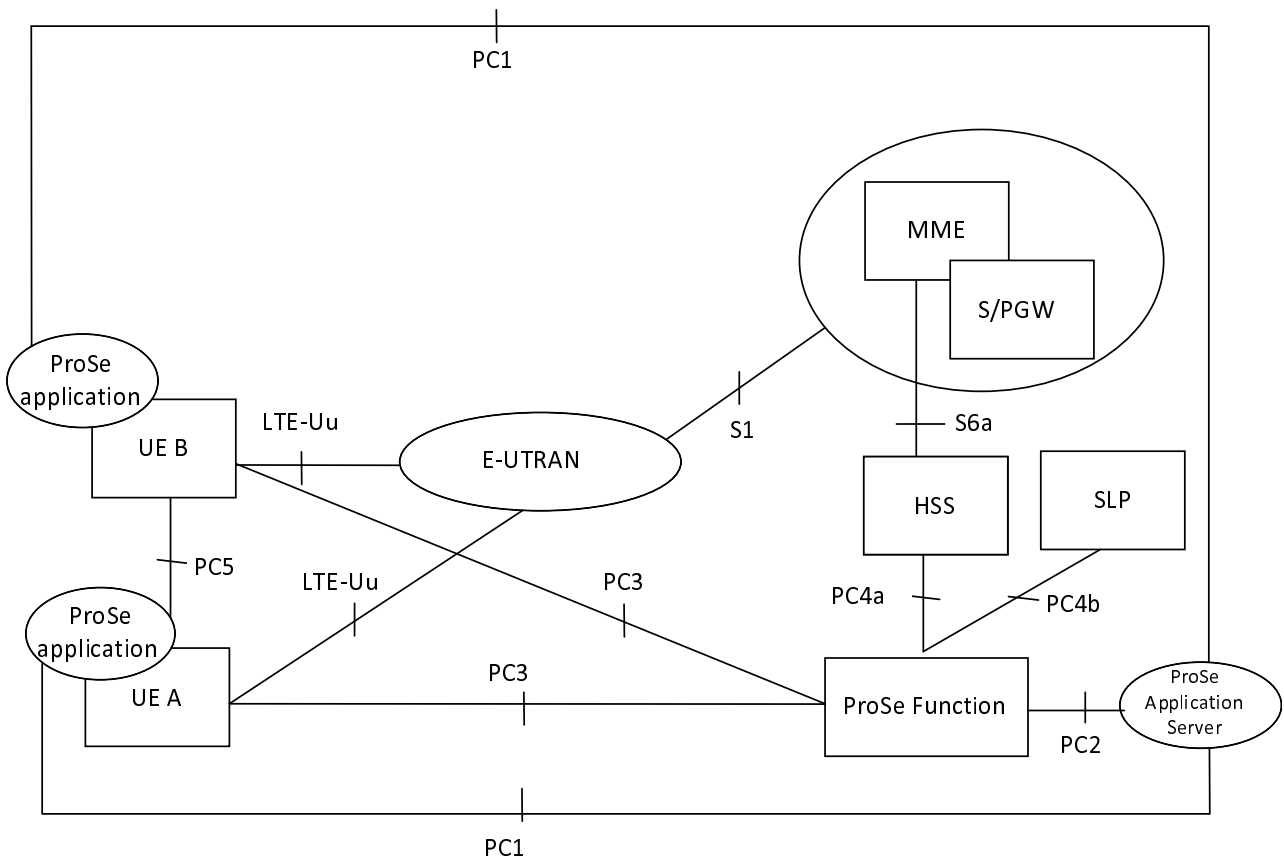 PC1
MME
S/PGW
ProSe
application
LTE-Uu
S1
S6a
UE B
E-UTRAN
HSS
SLP
PC5
LTE-Uu
PC3
PC4a
PC4b
ProSe
application
PC3
UE A
ProSe Function
ProSe
Application
Server
PC2
PC1